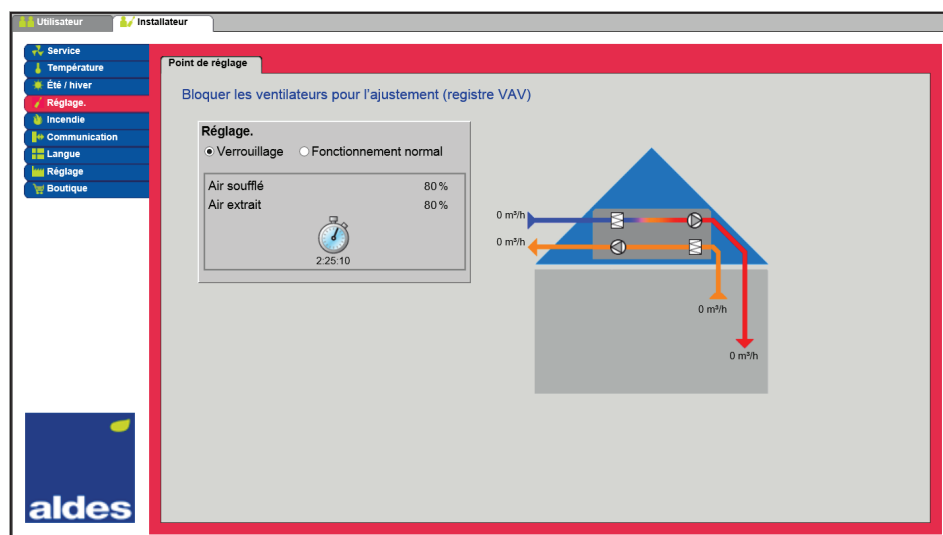 Utilisateur
Installateur
Service
Température
Été / hiver
Réglage.
Incendie
Communication
Langue
Réglage
Boutique
Point de réglage
Bloquer les ventilateurs pour l'ajustement (registre VAV)
Réglage.
Verrouillage Fonctionnement normal
Air soufflé 80 %
Air extrait 80 %
2:25:10
0 m³/h
0 m³/h
0 m³/h
0 m³/h
aldes